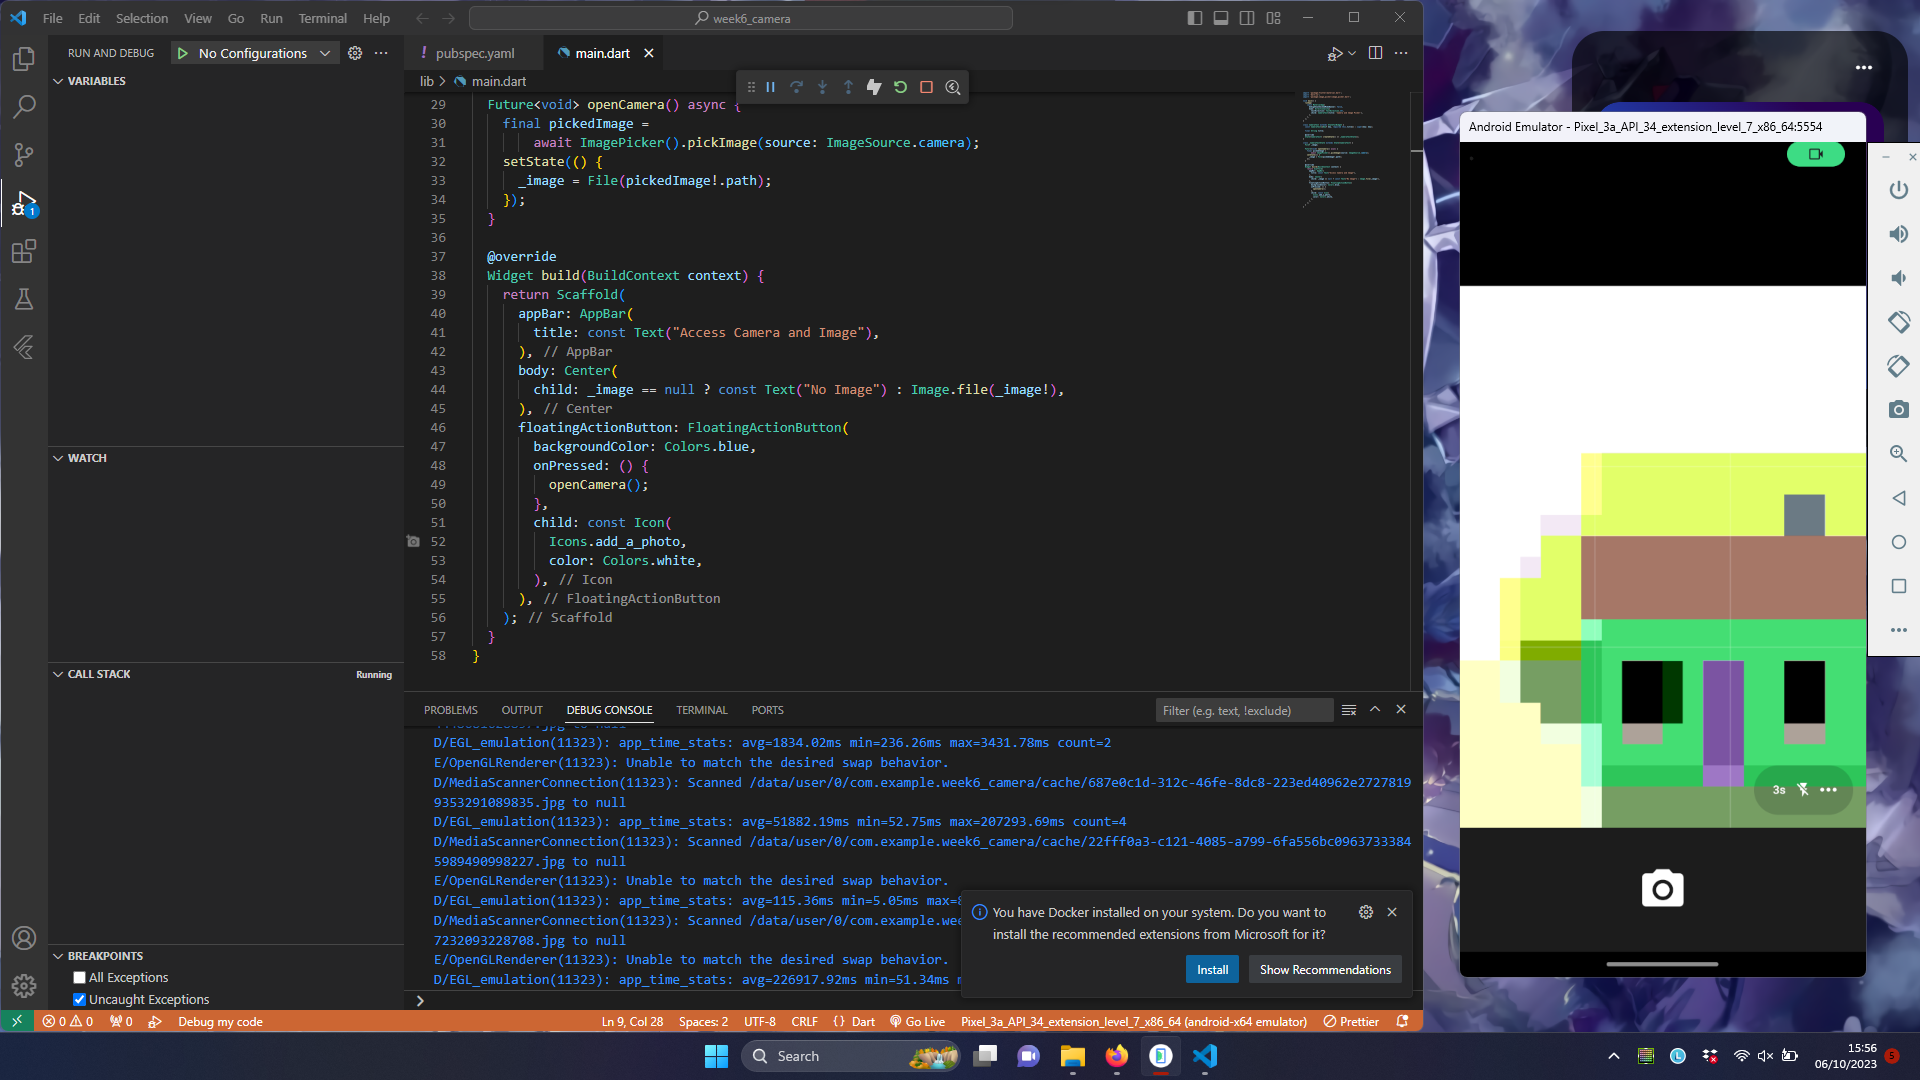 File Edit Selection View Go Run Terminal Help
week6_camera
RUN AND DEBUG
No Configurations
pubspec.yaml
main.dart
lib > main.dart
VARIABLES
WATCH
CALL STACK
Running
BREAKPOINTS
All Exceptions
Uncaught Exceptions
29 Future<void> openCamera() async {
30 final pickedImage =
31 await ImagePicker().pickImage(source: ImageSource.camera);
32 setState(() {
33 _image = File(pickedImage!.path);
34 });
35 }
36
37 @override
38 Widget build(BuildContext context) {
39 return Scaffold(
40 appBar: AppBar(
41 title: const Text("Access Camera and Image"),
42 ), // AppBar
43 body: Center(
44 child: _image == null ? const Text("No Image") : Image.file(_image!),
45 ), // Center
46 floatingActionButton: FloatingActionButton(
47 backgroundColor: Colors.blue,
48 onPressed: () {
49 openCamera();
50 },
51 child: const Icon(
52 Icons.add_a_photo,
53 color: Colors.white,
54 ), // Icon
55 ), // FloatingActionButton
56 ); // Scaffold
57 }
58 }
PROBLEMS OUTPUT DEBUG CONSOLE TERMINAL PORTS
Filter (e.g. text, !exclude)
D/EGL_emulation(11323): app_time_stats: avg=1834.02ms min=236.26ms max=3431.78ms count=2
E/OpenGLRenderer(11323): Unable to match the desired swap behavior.
D/MediaScannerConnection(11323): Scanned /data/user/0/com.example.week6_camera/cache/687e0c1d-312c-46fe-8dc8-223ed40962e2727819
9353291089835.jpg to null
D/EGL_emulation(11323): app_time_stats: avg=51882.19ms min=52.75ms max=207293.69ms count=4
D/MediaScannerConnection(11323): Scanned /data/user/0/com.example.week6_camera/cache/22fff0a3-c121-4085-a799-6fa556bc0963733384
5989490998227.jpg to null
E/OpenGLRenderer(11323): Unable to match the desired swap behavior.
D/EGL_emulation(11323): app_time_stats: avg=115.36ms min=5.05ms max=
D/MediaScannerConnection(11323): Scanned /data/user/0/com.example.wee
7232093228708.jpg to null
E/OpenGLRenderer(11323): Unable to match the desired swap behavior.
D/EGL_emulation(11323): app_time_stats: avg=226917.92ms min=51.34ms
You have Docker installed on your system. Do you want to
install the recommended extensions from Microsoft for it?
Install
Show Recommendations
0 0 0 Debug my code
Ln 9, Col 28 Spaces: 2 UTF-8 CRLF {} Dart Go Live Pixel_3a_API_34_extension_level_7_x86_64 (android-x64 emulator) Prettier
Android Emulator - Pixel_3a_API_34_extension_level_7_x86_64:5554
3s
Search
15:56
06/10/2023
5
1